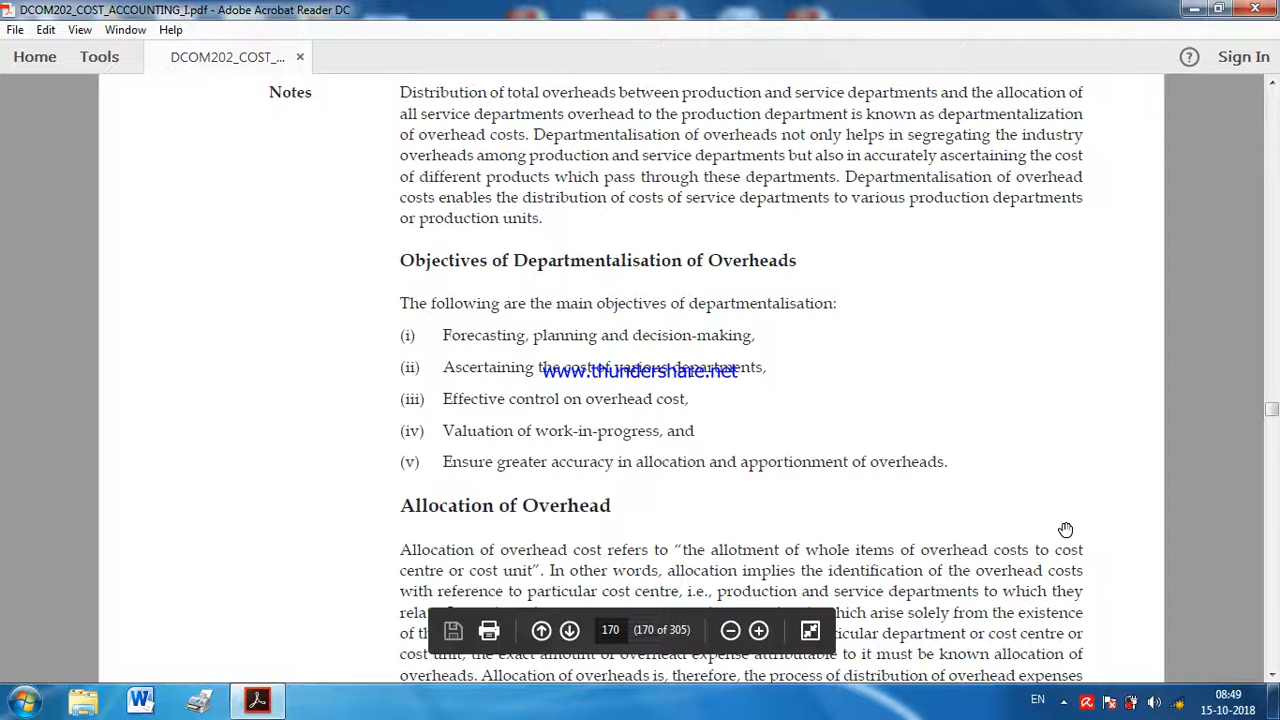 DCOM202_COST_ACCOUNTING_I.pdf - Adobe Acrobat Reader DC
File Edit View Window Help
Home Tools DCOM202_COST_... × ? Sign In
Notes
Distribution of total overheads between production and service departments and the allocation of
all service departments overhead to the production department is known as departmentalization
of overhead costs. Departmentalisation of overheads not only helps in segregating the industry
overheads among production and service departments but also in accurately ascertaining the cost
of different products which pass through these departments. Departmentalisation of overhead
costs enables the distribution of costs of service departments to various production departments
or production units.
Objectives of Departmentalisation of Overheads
The following are the main objectives of departmentalisation:
(i) Forecasting, planning and decision-making,
(ii) Ascertaining the cost of various departments,
www.thundershare.net
(iii) Effective control on overhead cost,
(iv) Valuation of work-in-progress, and
(v) Ensure greater accuracy in allocation and apportionment of overheads.
Allocation of Overhead
Allocation of overhead cost refers to “the allotment of whole items of overhead costs to cost
centre or cost unit”. In other words, allocation implies the identification of the overhead costs
with reference to particular cost centre, i.e., production and service departments to which they
which arise solely from the existence
of department or cost centre or
cost the exact amount of overhead expense attributable to it must be known allocation of
overheads. Allocation of overheads is, therefore, the process of distribution of overhead expenses
170 (170 of 305)
EN 08:49
15-10-2018